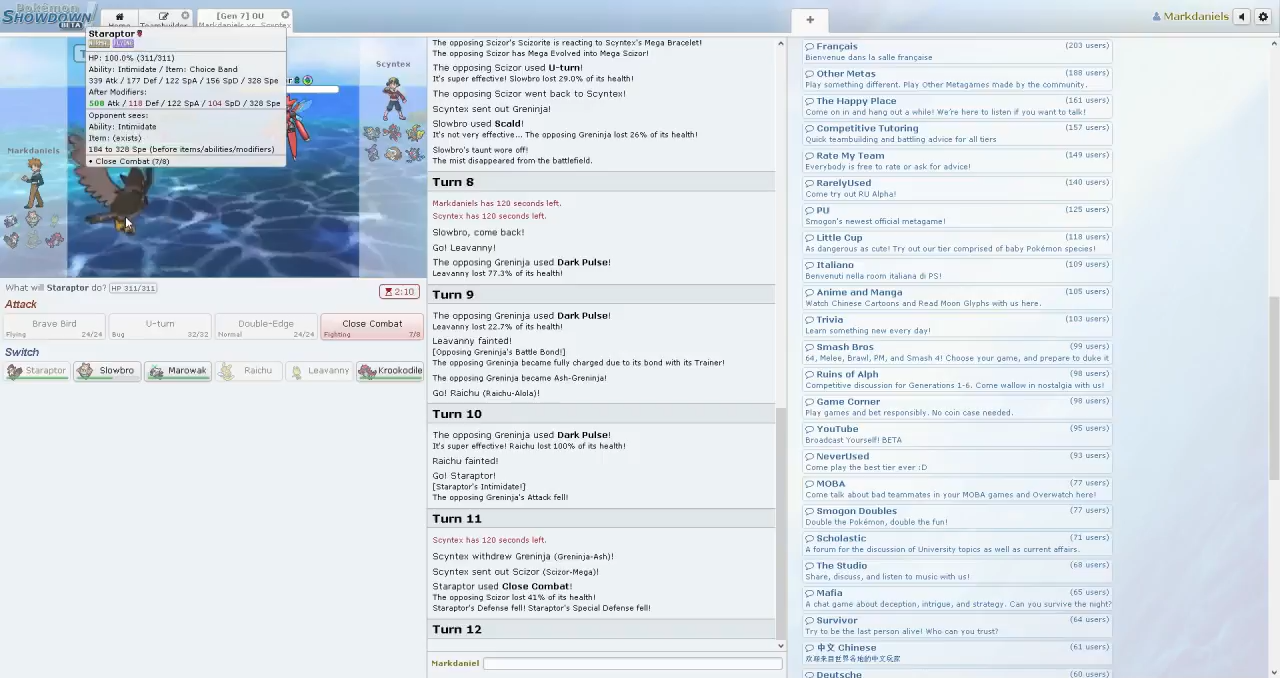 Pokémon
SHOWDOWN
BETA
Home
Teambuilder
[Gen 7] OU
Markdaniels vs. Scyntex
+
Markdaniels
Staraptor
HP: 100.0% (311/311)
Ability: Intimidate / Item: Choice Band
339 Atk / 177 Def / 122 SpA / 156 SpD / 328 Spe
After Modifiers:
508 Atk / 118 Def / 122 SpA / 104 SpD / 328 Spe
Opponent sees:
Ability: Intimidate
Item: (exists)
184 to 328 Spe (before items/abilities/modifiers)
• Close Combat (7/8)
Scyntex
Markdaniels
What will Staraptor do? HP 311/311
2:10
Attack
Brave Bird
Flying 24/24
U-turn
Bug 32/32
Double-Edge
Normal 24/24
Close Combat
Fighting 7/8
Switch
Staraptor
Slowbro
Marowak
Raichu
Leavanny
Krookodile
The opposing Scizor's Scizorite is reacting to Scyntex's Mega Bracelet!
The opposing Scizor has Mega Evolved into Mega Scizor!
The opposing Scizor used U-turn!
It's super effective! Slowbro lost 29.0% of its health!
The opposing Scizor went back to Scyntex!
Scyntex sent out Greninja!
Slowbro used Scald!
It's not very effective... The opposing Greninja lost 26% of its health!
Slowbro's taunt wore off!
The mist disappeared from the battlefield.
Turn 8
Markdaniels has 120 seconds left.
Scyntex has 120 seconds left.
Slowbro, come back!
Go! Leavanny!
The opposing Greninja used Dark Pulse!
Leavanny lost 77.3% of its health!
Turn 9
The opposing Greninja used Dark Pulse!
Leavanny lost 22.7% of its health!
Leavanny fainted!
[Opposing Greninja's Battle Bond!]
The opposing Greninja became fully charged due to its bond with its Trainer!
The opposing Greninja became Ash-Greninja!
Go! Raichu (Raichu-Alola)!
Turn 10
The opposing Greninja used Dark Pulse!
It's super effective! Raichu lost 100% of its health!
Raichu fainted!
Go! Staraptor!
[Staraptor's Intimidate!]
The opposing Greninja's Attack fell!
Turn 11
Scyntex has 120 seconds left.
Scyntex withdrew Greninja (Greninja-Ash)!
Scyntex sent out Scizor (Scizor-Mega)!
Staraptor used Close Combat!
The opposing Scizor lost 41% of its health!
Staraptor's Defense fell! Staraptor's Special Defense fell!
Turn 12
Markdaniel
Français (203 users)
Bienvenue dans la salle française
Other Metas (188 users)
Play something different. Play Other Metagames made by the community.
The Happy Place (161 users)
Come on in and hang out a while! We're here to listen if you want to talk!
Competitive Tutoring (157 users)
Quick teambuilding and battling advice for all tiers
Rate My Team (149 users)
Everybody is free to rate or ask for advice!
RarelyUsed (140 users)
Come try out RU Alpha!
PU (125 users)
Smogon's newest official metagame!
Little Cup (118 users)
As dangerous as cute! Try out our tier comprised of baby Pokémon species!
Italiano (109 users)
Benvenuti nella room italiana di PS!
Anime and Manga (105 users)
Watch Chinese Cartoons and Read Moon Glyphs with us here.
Trivia (103 users)
Learn something new every day!
Smash Bros (99 users)
64, Melee, Brawl, PM, and Smash 4! Choose your game, and prepare to duke it
Ruins of Alph (98 users)
Competitive discussion for Generations 1-6. Come wallow in nostalgia with us!
Game Corner (98 users)
Play games and bet responsibly. No coin case needed.
YouTube (95 users)
Broadcast Yourself! BETA
NeverUsed (93 users)
Come play the best tier ever :D
MOBA (77 users)
Come talk about bad teammates in your MOBA games and Overwatch here!
Smogon Doubles (77 users)
Double the Pokémon, double the fun!
Scholastic (71 users)
A forum for the discussion of University topics as well as current affairs.
The Studio (68 users)
Share, discuss, and listen to music with us!
Mafia (65 users)
A chat game about deception, intrigue, and strategy. Can you survive the night?
Survivor (64 users)
Try to be the last person alive! Who can you trust?
中文 Chinese (61 users)
欢迎来自世界各地的中文玩家
Deutsche (60 users)